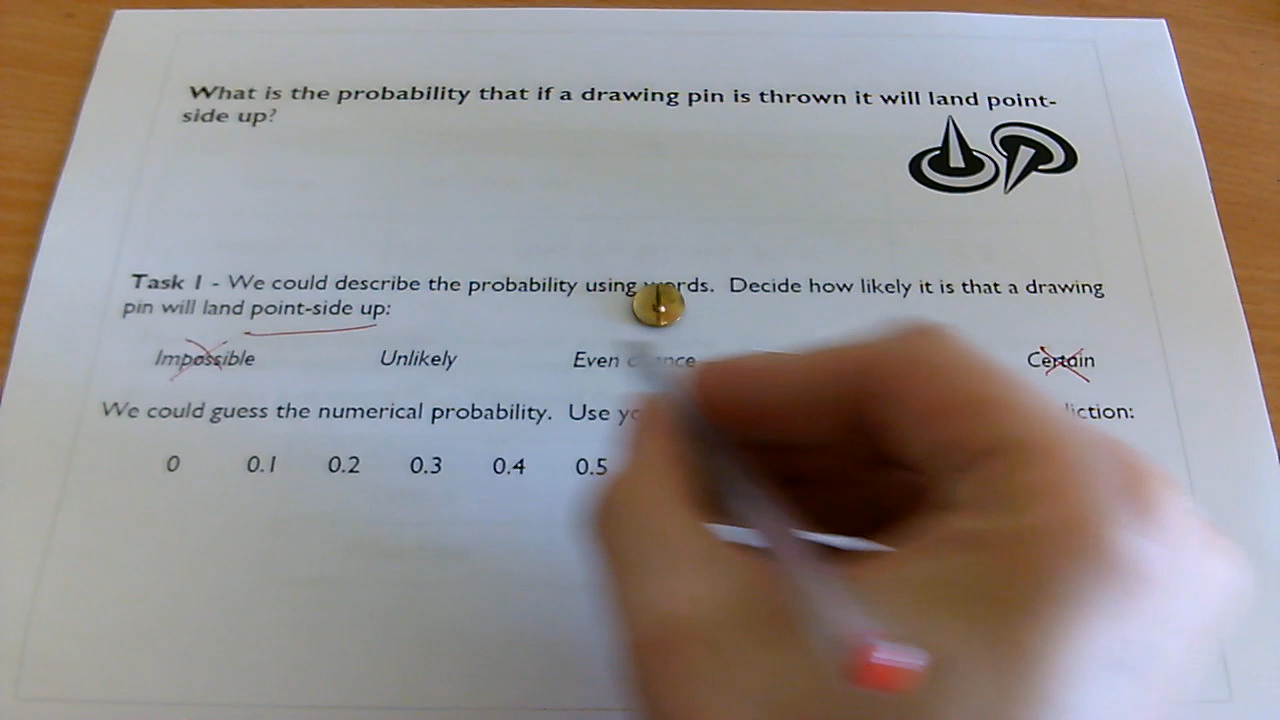 What is the probability that if a drawing pin is thrown it will land point-
side up?
Task 1 - We could describe the probability using words. Decide how likely it is that a drawing
pin will land point-side up:
Impossible Unlikely Even chance Certain
We could guess the numerical probability. Use
0 0.1 0.2 0.3 0.4 0.5